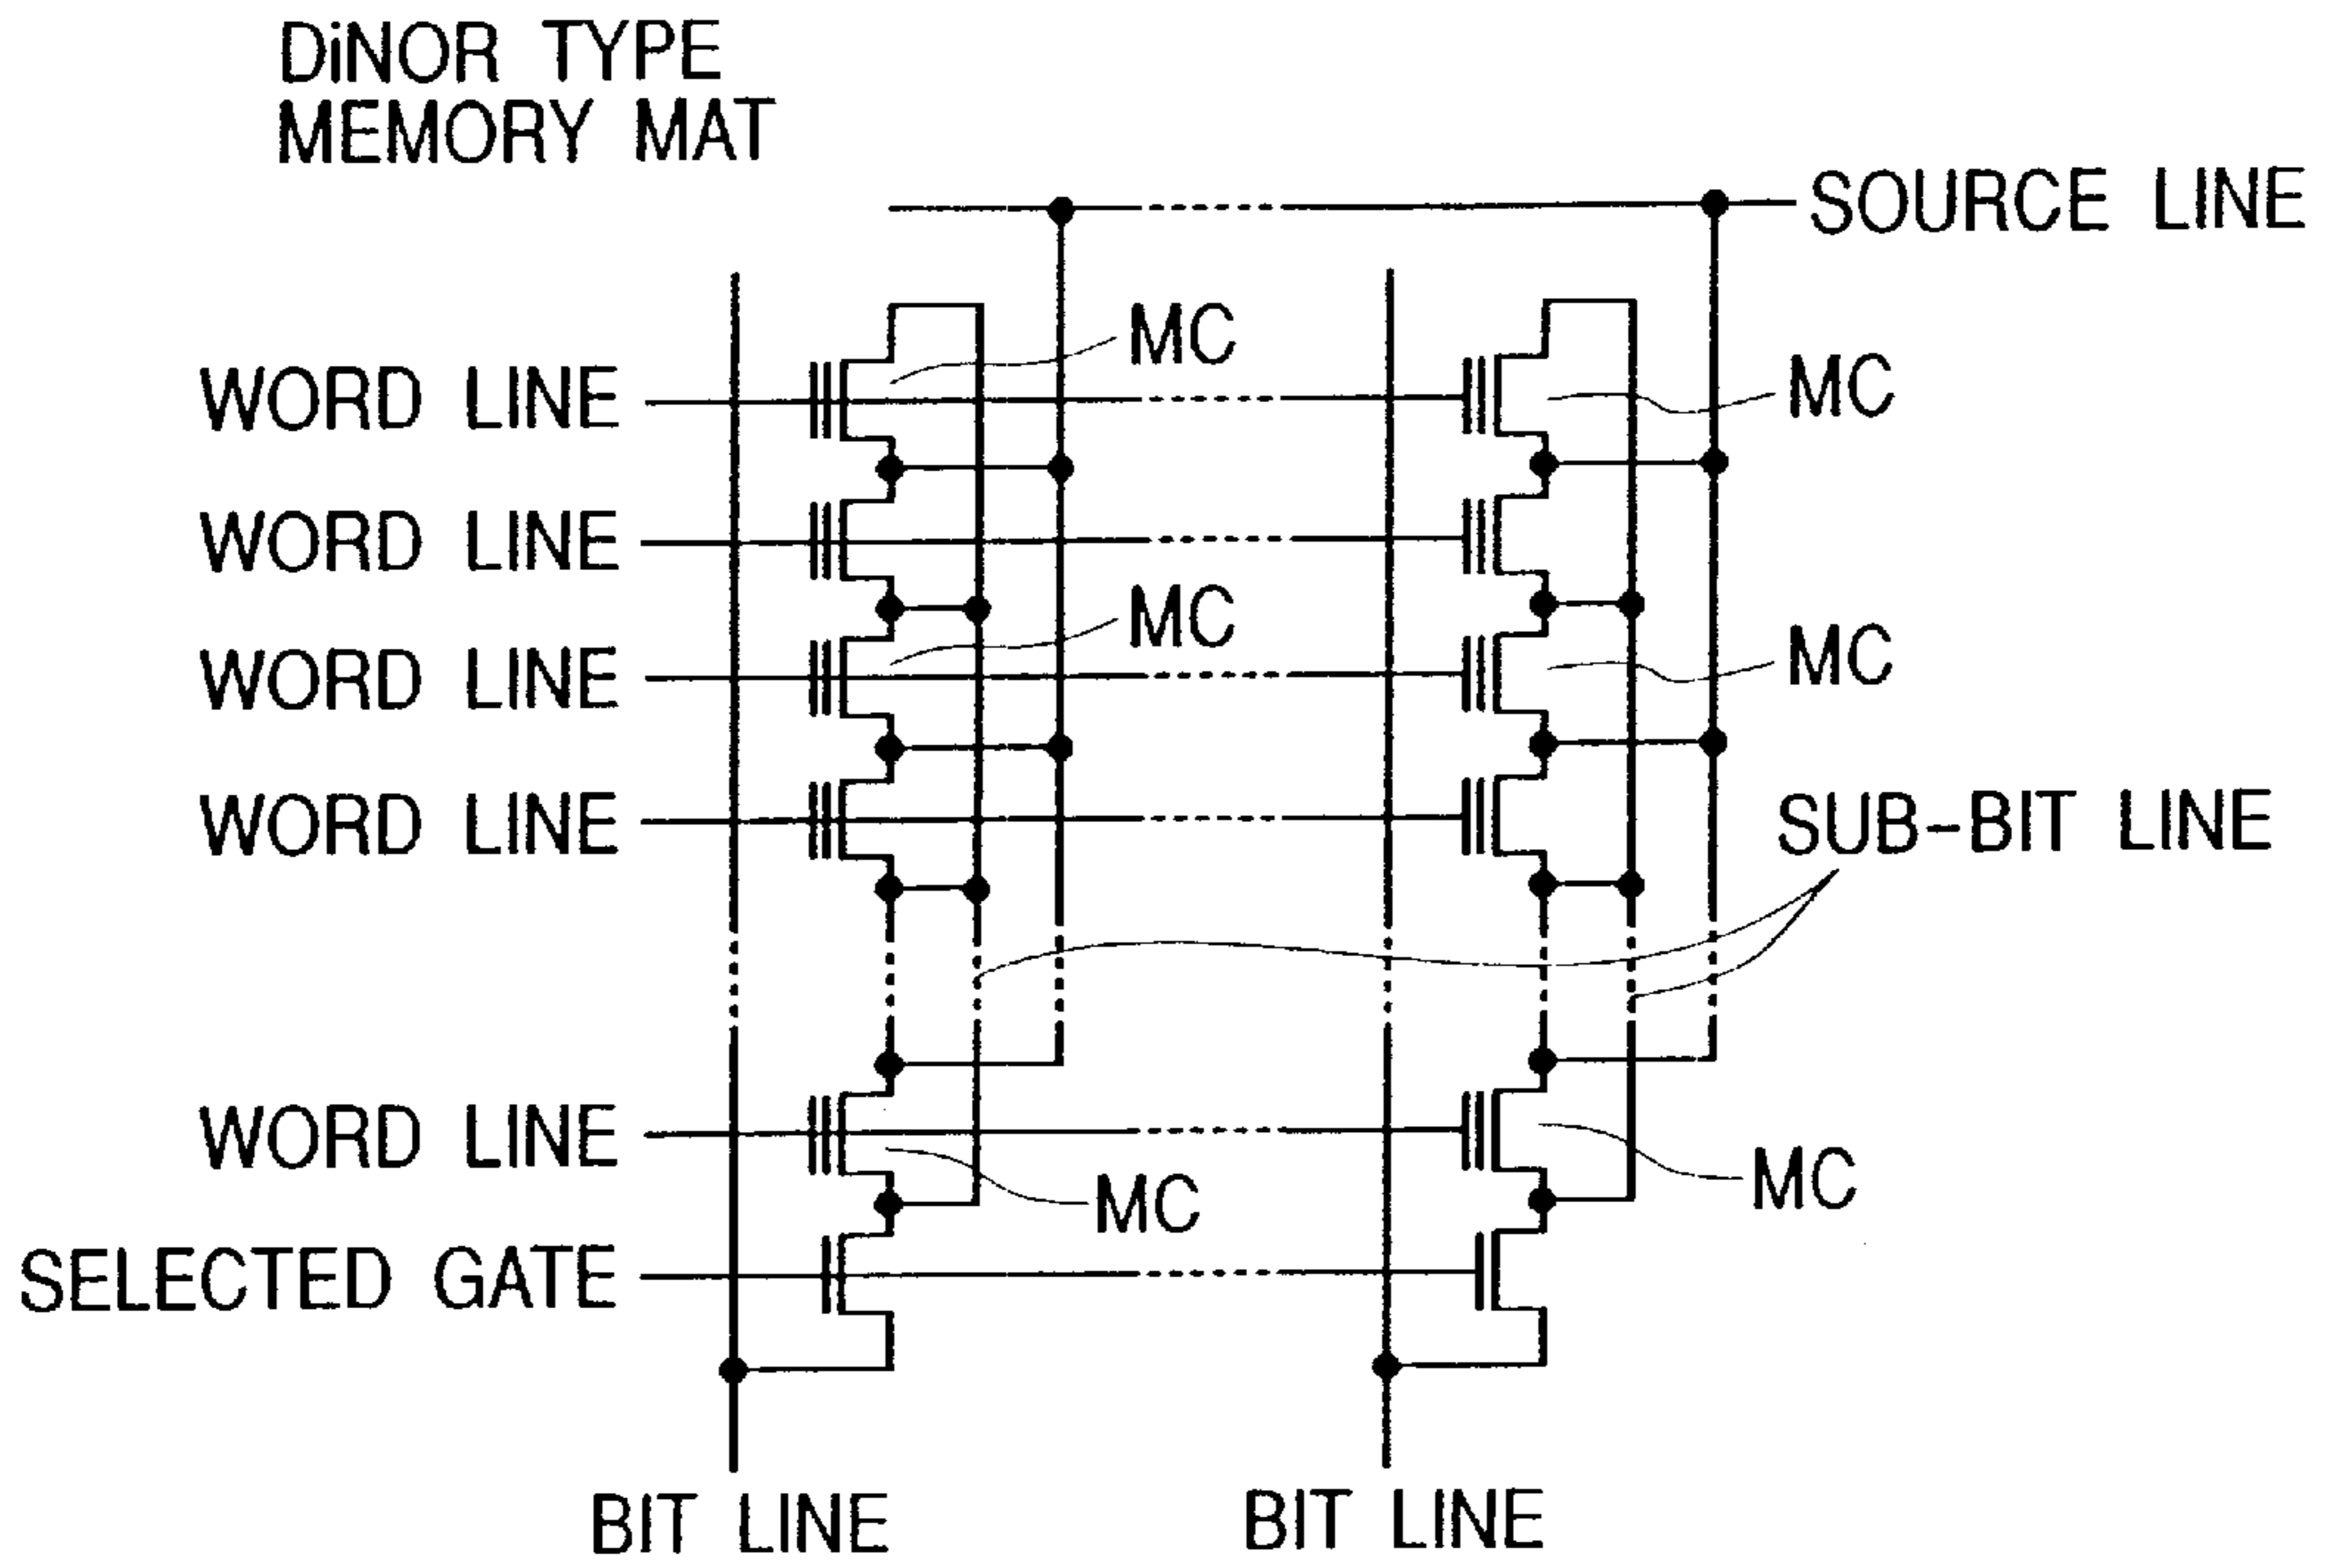 DiNOR TYPE
MEMORY MAT
SOURCE LINE
MC
WORD LINE
MC
WORD LINE
MC
WORD LINE
MC
WORD LINE
SUB-BIT LINE
WORD LINE
MC
MC
SELECTED GATE
BIT LINE
BIT LINE